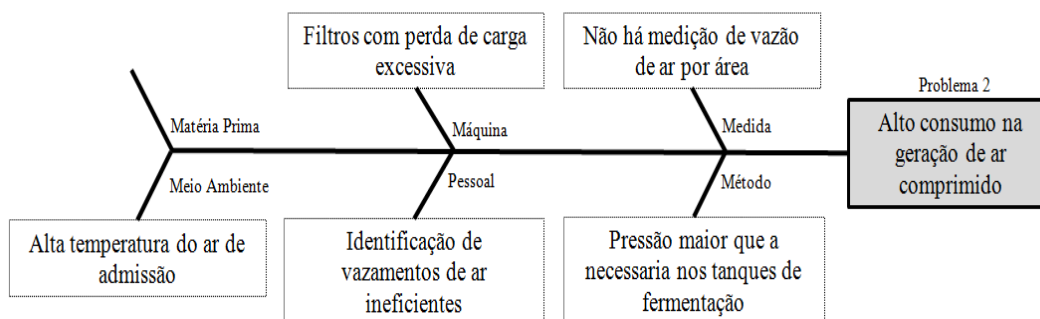 Filtros com perda de carga
excessiva
Não há medição de vazão
de ar por área
Problema 2
Matéria Prima
Máquina
Medida
Alto consumo na
geração de ar
comprimido
Meio Ambiente
Pessoal
Método
Alta temperatura do ar de
admissão
Identificação de
vazamentos de ar
ineficientes
Pressão maior que a
necessaria nos tanques de
fermentação